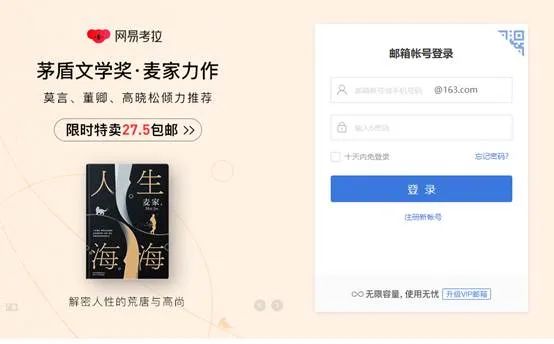 网易考拉
茅盾文学奖·麦家力作
莫言、董卿、高晓松倾力推荐
限时特卖27.5包邮 >>
人生
海海
麦家
解密人性的荒唐与高尚
邮箱帐号登录
邮箱帐号或手机号码 @163.com
输入密码
十天内免登录 忘记密码?
登 录
注册新帐号
无限容量,使用无忧 升级VIP邮箱